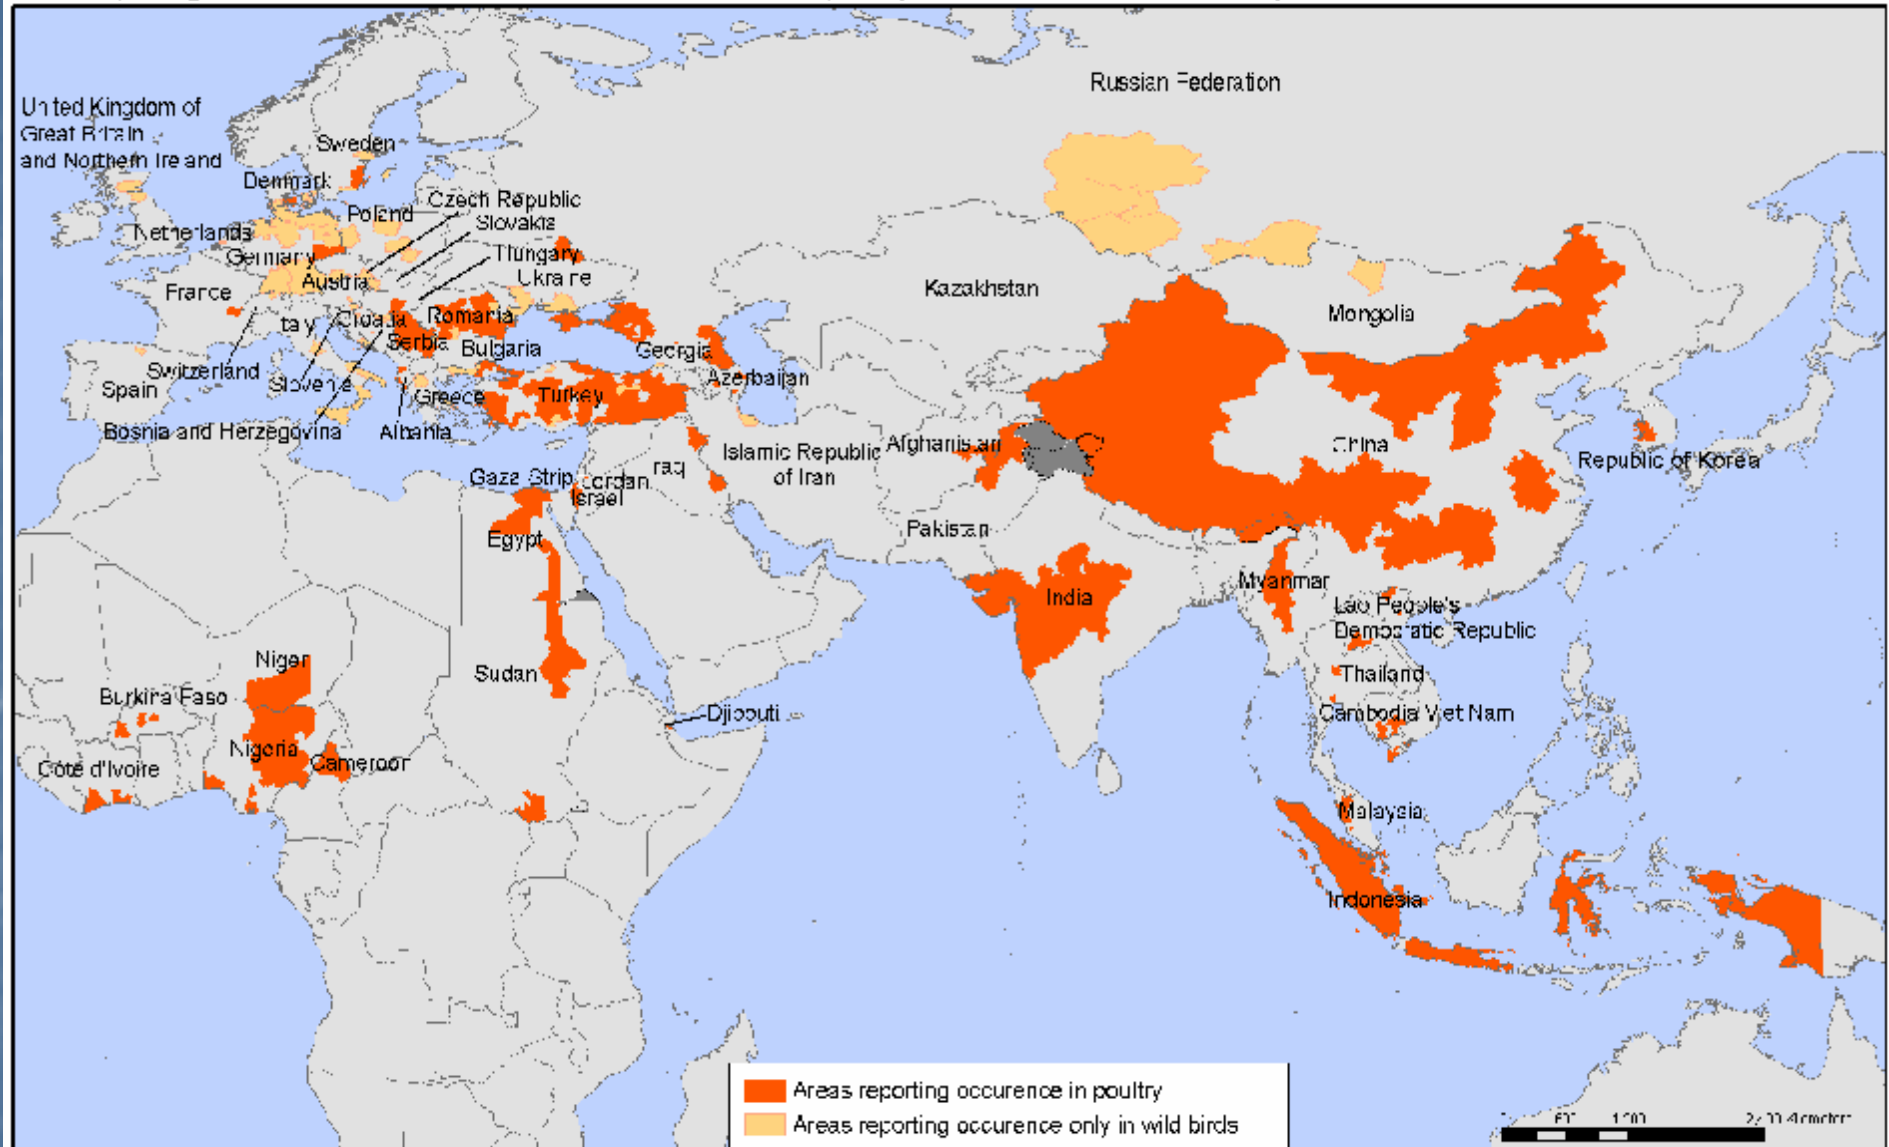 Russian Federation
United Kingdom of
Great Britain
and Northern Ireland
Sweden
Denmark
Czech Republic
Poland
Slovakia
Netherlands
Hungary
Germany
Ukraine
Austria
France
Kazakhstan
Italy
Croatia
Romania
Mongolia
Serbia
Bulgaria
Georgia
Switzerland
Azerbaijan
Slovenia
Spain
Greece
Turkey
Bosnia and Herzegovina
Albania
Afghanistan
China
Islamic Republic
of Iran
Republic of Korea
Iraq
Gaza Strip
Jordan
Israel
Pakistan
Egypt
Myanmar
India
Lao People's
Democratic Republic
Niger
Sudan
Thailand
Burkina Faso
Djibouti
Cambodia
Viet Nam
Nigeria
Cameroon
Côte d'Ivoire
Malaysia
Indonesia
Areas reporting occurence in poultry
Areas reporting occurence only in wild birds